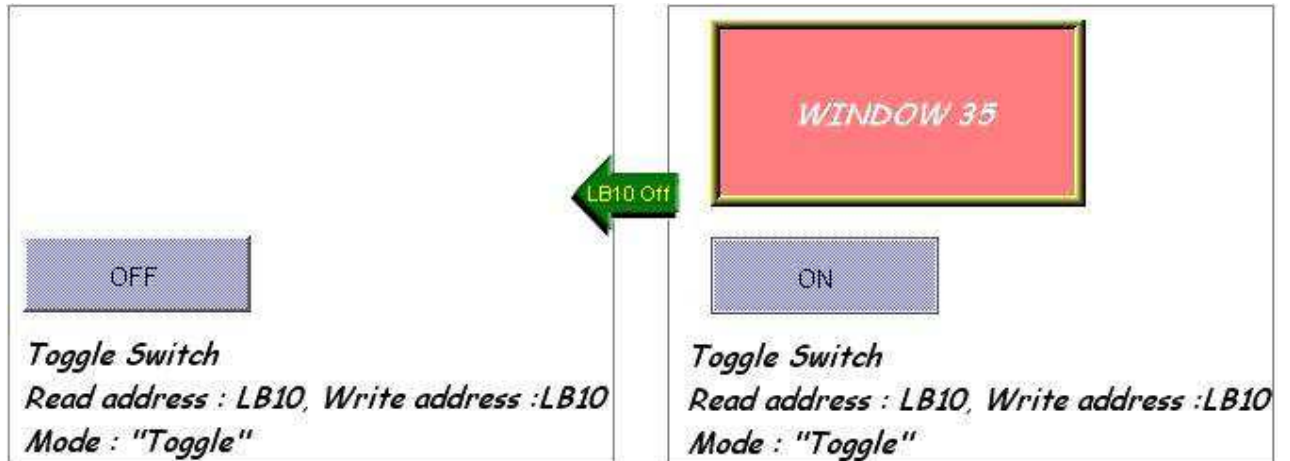 OFF
Toggle Switch
Read address : LB10, Write address :LB10
Mode : "Toggle"
LB10 Off
WINDOW 35
ON
Toggle Switch
Read address : LB10, Write address :LB10
Mode : "Toggle"